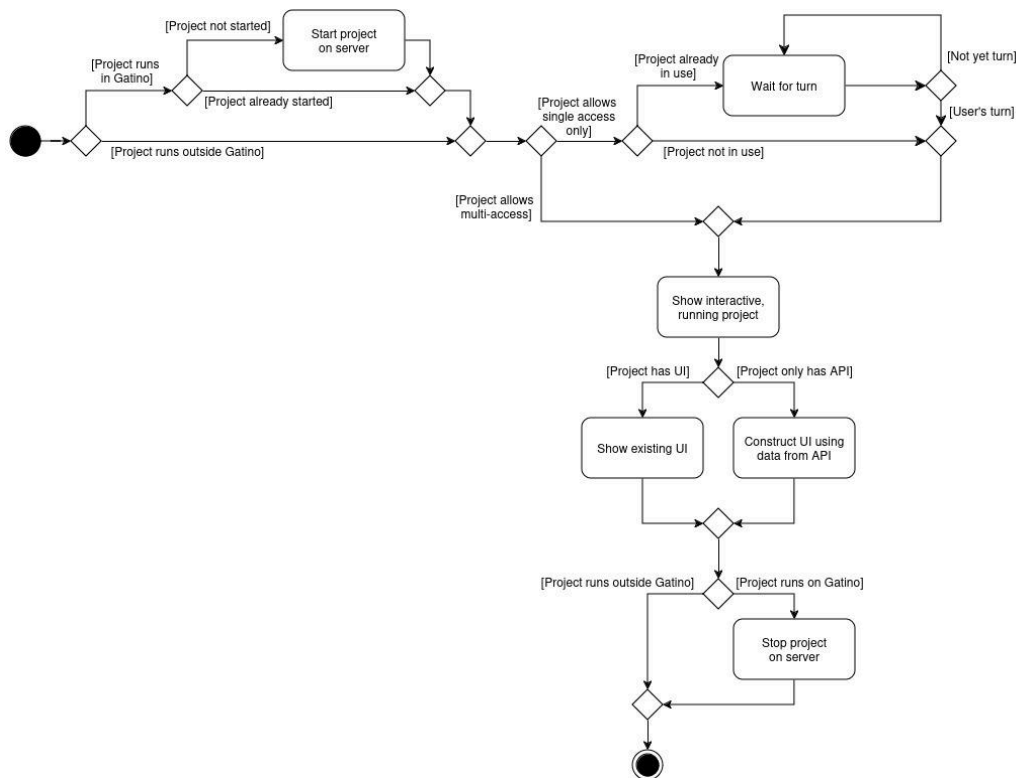 [Project not started]
Start project
on server
[Project runs
in Gatino]
[Project already started]
[Project runs outside Gatino]
[Project allows
single access
only]
[Project already
in use]
Wait for turn
[Not yet turn]
[User's turn]
[Project not in use]
[Project allows
multi-access]
Show interactive,
running project
[Project has UI]
[Project only has API]
Show existing UI
Construct UI using
data from API
[Project runs outside Gatino]
[Project runs on Gatino]
Stop project
on server